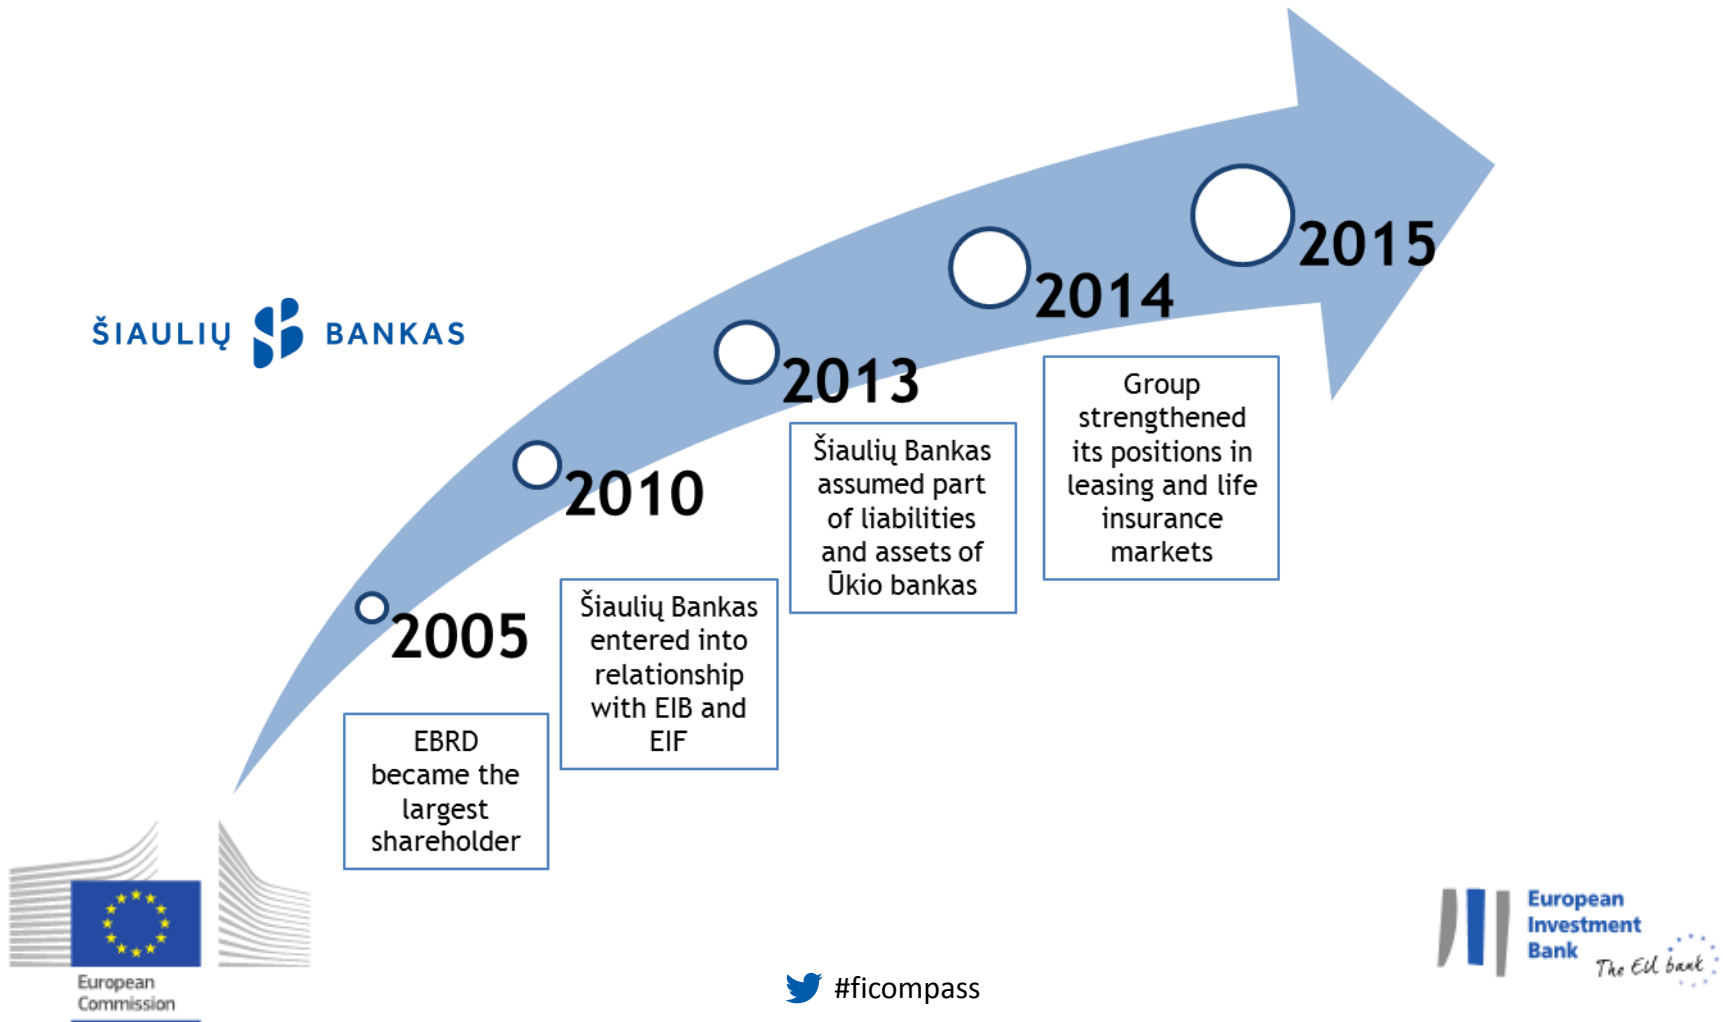 ŠIAULIŲ BANKAS
2015
2014
2013
2010
2005
Group
strengthened
its positions in
leasing and life
insurance
markets
Šiaulių Bankas
assumed part
of liabilities
and assets of
Ūkio bankas
Šiaulių Bankas
entered into
relationship
with EIB and
EIF
EBRD
became the
largest
shareholder
European
Commission
#ficompass
European
Investment
Bank
The EU bank